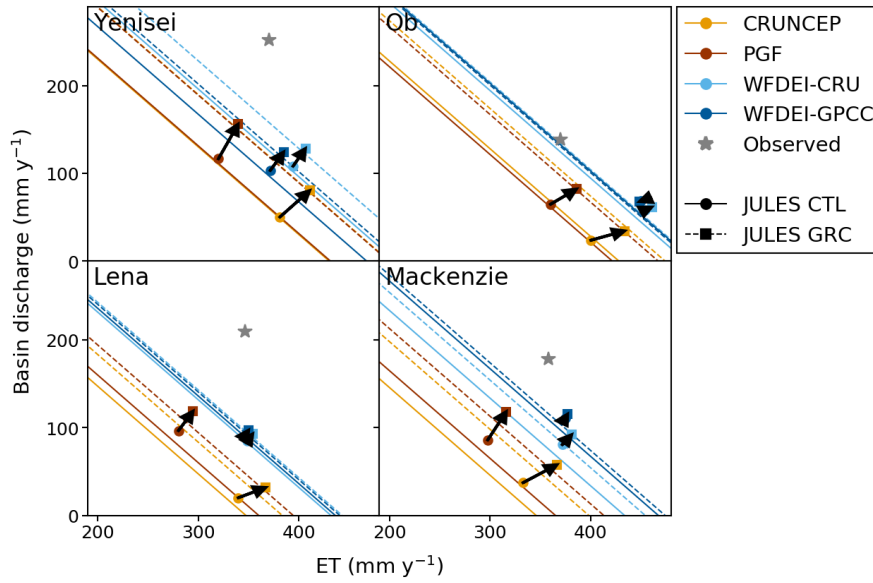 Yenisei
Ob
CRUNCEP
PGF
WFDEI-CRU
WFDEI-GPCC
Observed
JULES CTL
JULES GRC
200
100
0
Lena
Mackenzie
200
100
0
200
300
400
200
300
400
Basin discharge (mm y⁻¹)
ET (mm y⁻¹)